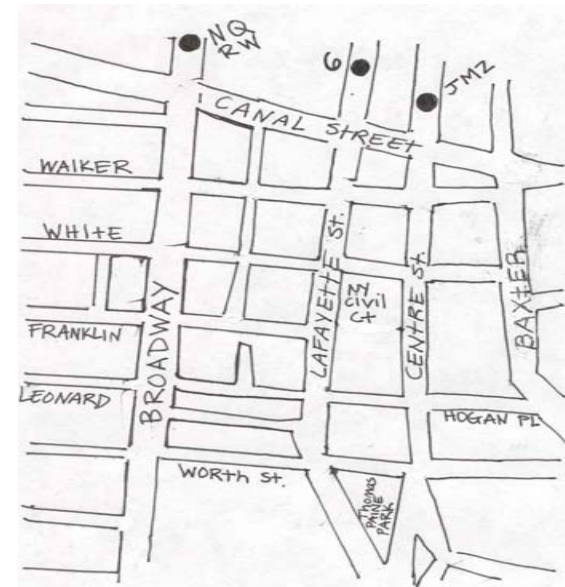 NQ
RW
6
JMZ
CANAL STREET
WALKER
WHITE
LAFAYETTE St.
NY
Civil
Ct
CENTRE St.
BAXTER
BROADWAY
FRANKLIN
LEONARD
HOGAN PL.
WORTH St.
THOMAS
PAINE
PARK